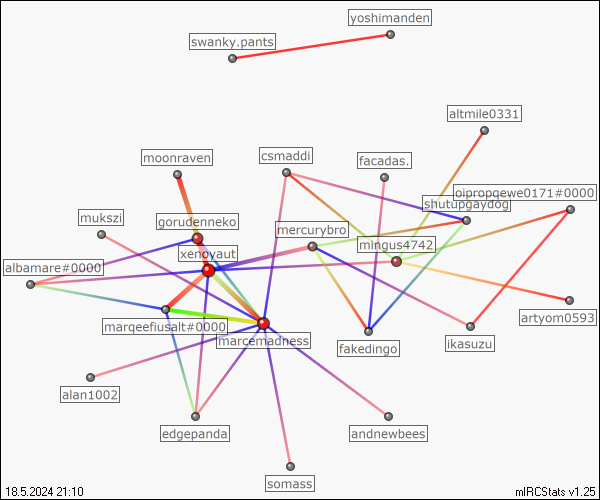 yoshimanden
swanky.pants
altmile0331
moonraven
csmaddi
facadas.
oipropqewe0171#0000
shutupgaydog
mukszi
gorudenneko
mercurybro
mingus4742
xenoyaut
albamare#0000
artyom0593
marqeefiusalt#0000
marcemadness
fakedingo
ikasuzu
alan1002
edgepanda
andnewbees
somass
18.5.2024 21:10
mIRCStats v1.25